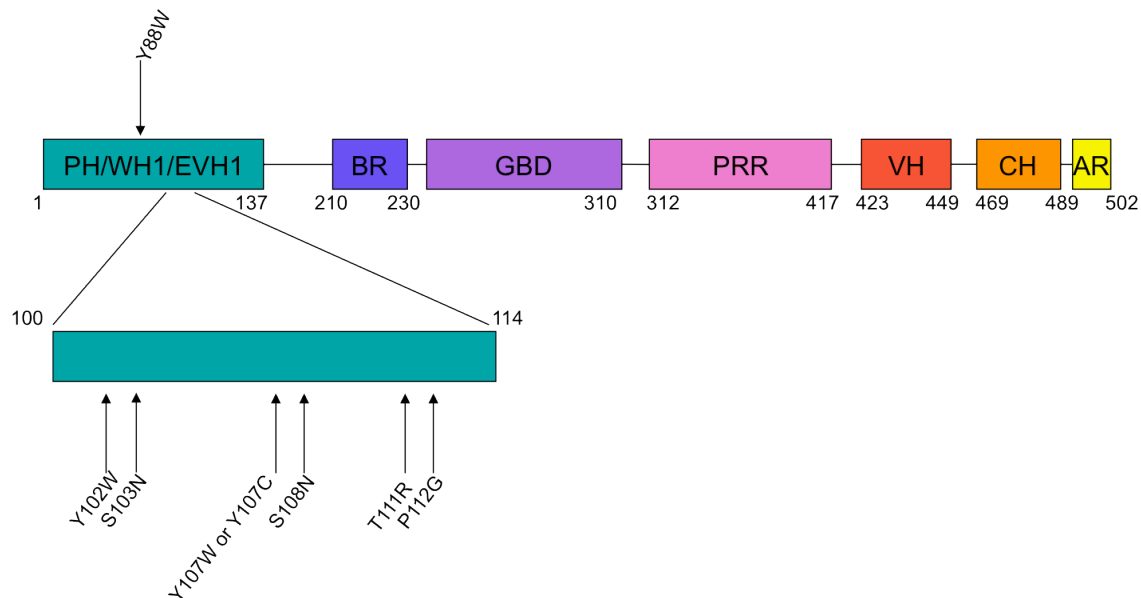 Y88W
PH/WH1/EVH1
BR
GBD
PRR
VH
CH
AR
1
137
210
230
310
312
417
423
449
469
489
502
100
114
Y102W
S103N
Y107W or Y107C
S108N
T111R
P112G